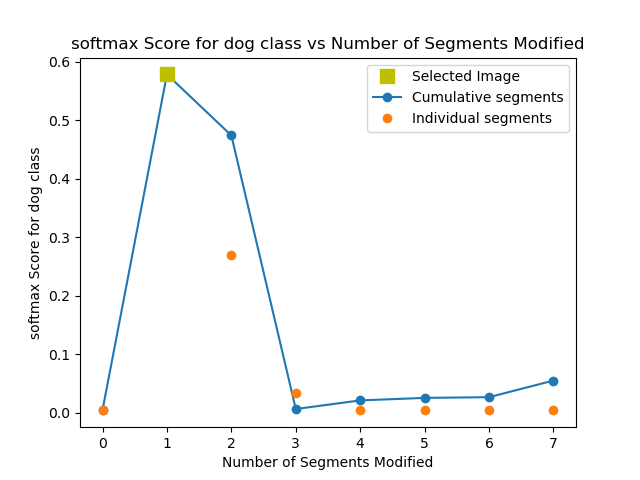 softmax Score for dog class vs Number of Segments Modified
0.6
0.5
0.4
0.3
0.2
0.1
0.0
softmax Score for dog class
Selected Image
Cumulative segments
Individual segments
0 1 2 3 4 5 6 7
Number of Segments Modified